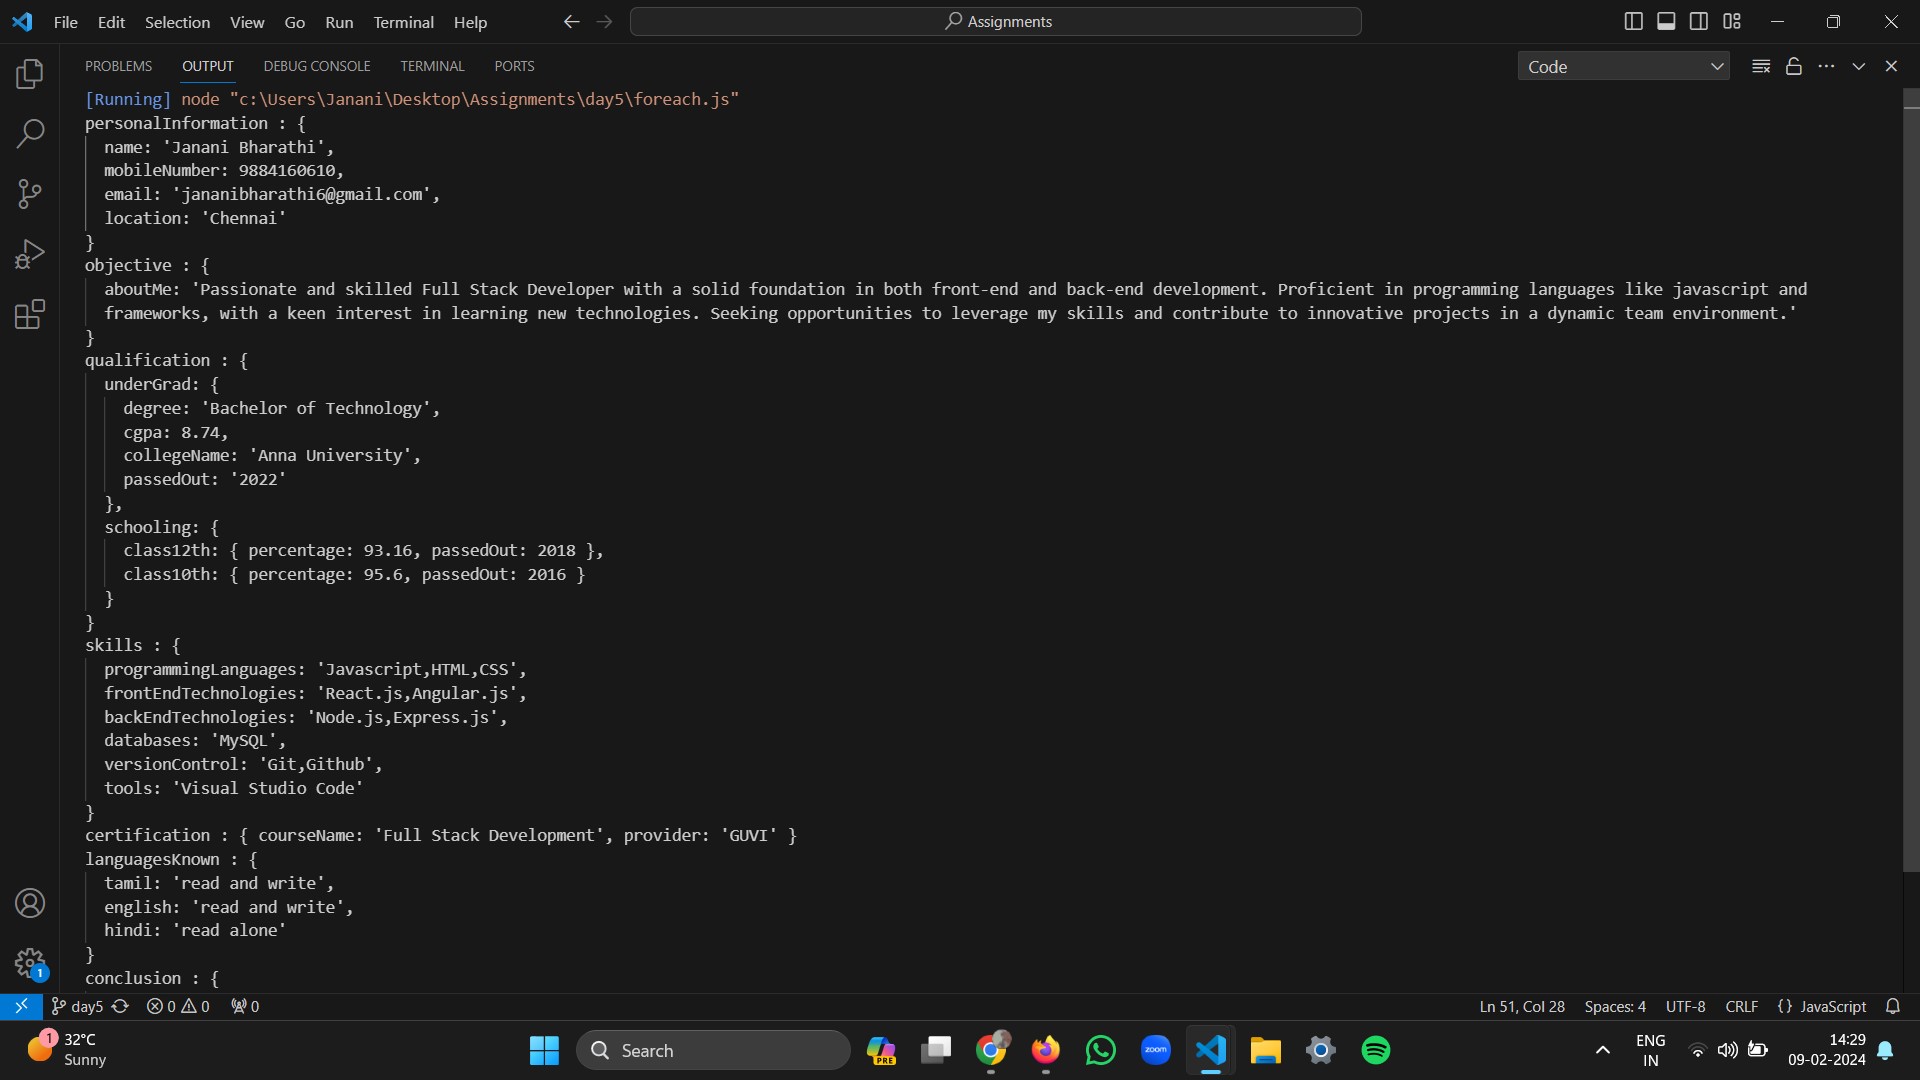 File Edit Selection View Go Run Terminal Help Assignments
PROBLEMS OUTPUT DEBUG CONSOLE TERMINAL PORTS Code
[Running] node "c:\Users\Janani\Desktop\Assignments\day5\foreach.js"
personalInformation : {
  name: 'Janani Bharathi',
  mobileNumber: 9884160610,
  email: 'jananibharathi6@gmail.com',
  location: 'Chennai'
}
objective : {
  aboutMe: 'Passionate and skilled Full Stack Developer with a solid foundation in both front-end and back-end development. Proficient in programming languages like javascript and
  frameworks, with a keen interest in learning new technologies. Seeking opportunities to leverage my skills and contribute to innovative projects in a dynamic team environment.'
}
qualification : {
  underGrad: {
    degree: 'Bachelor of Technology',
    cgpa: 8.74,
    collegeName: 'Anna University',
    passedOut: '2022'
  },
  schooling: {
    class12th: { percentage: 93.16, passedOut: 2018 },
    class10th: { percentage: 95.6, passedOut: 2016 }
  }
}
skills : {
  programmingLanguages: 'Javascript,HTML,CSS',
  frontEndTechnologies: 'React.js,Angular.js',
  backEndTechnologies: 'Node.js,Express.js',
  databases: 'MySQL',
  versionControl: 'Git,Github',
  tools: 'Visual Studio Code'
}
certification : { courseName: 'Full Stack Development', provider: 'GUVI' }
languagesKnown : {
  tamil: 'read and write',
  english: 'read and write',
  hindi: 'read alone'
}
conclusion : {
1
day5 0 0 0 Ln 51, Col 28 Spaces: 4 UTF-8 CRLF {} JavaScript
1 32°C Search PRE zoom ENG 14:29
Sunny IN 09-02-2024